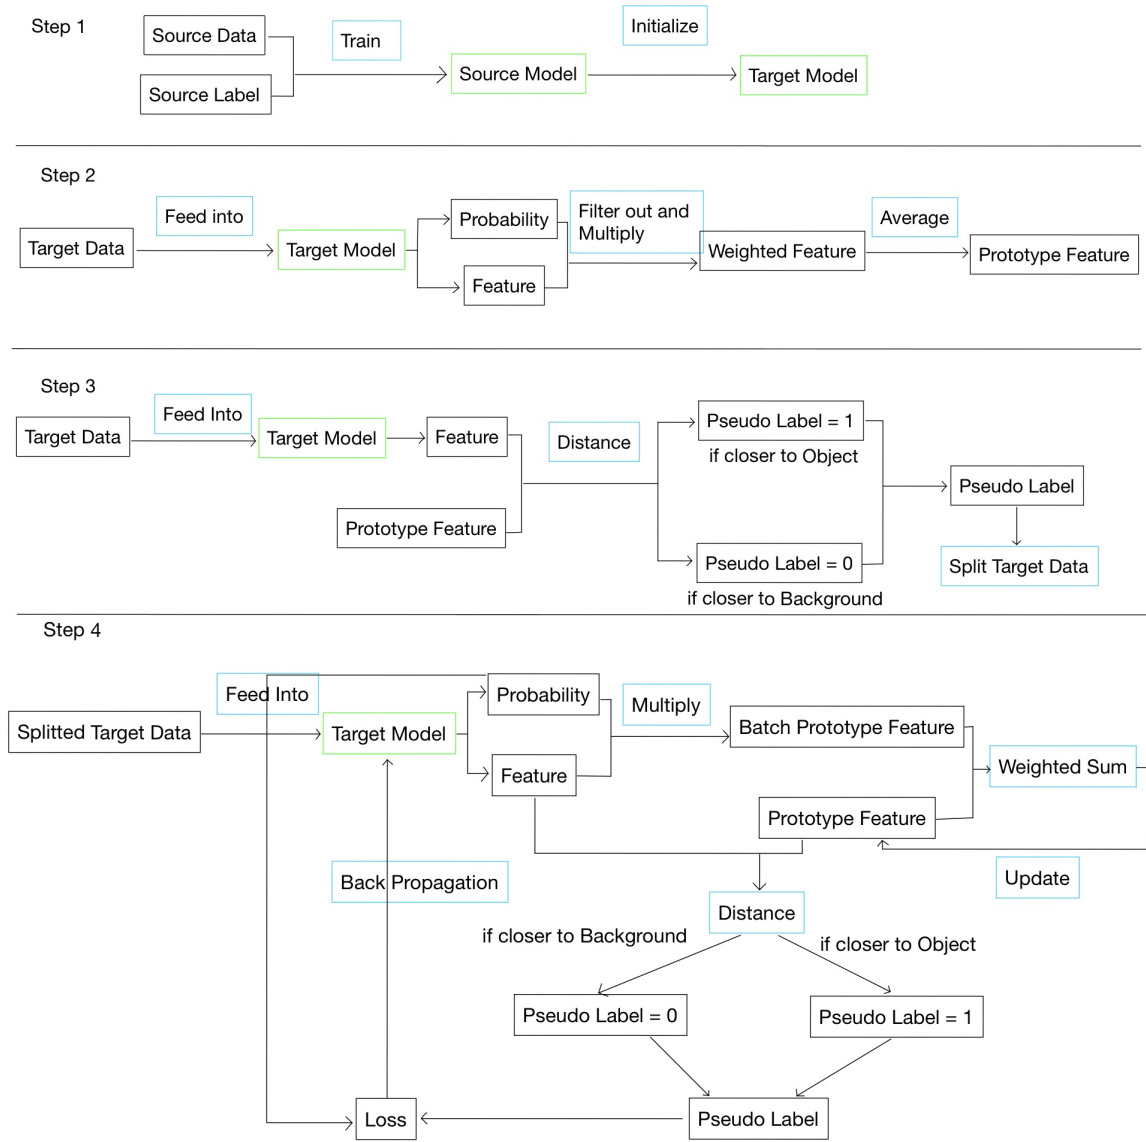 Step 1
Source Data
Train
Initialize
Source Model
Target Model
Source Label
Step 2
Feed into
Probability
Filter out and
Multiply
Average
Target Data
Target Model
Weighted Feature
Prototype Feature
Feature
Step 3
Feed Into
Pseudo Label = 1
if closer to Object
Target Data
Target Model
Feature
Distance
Pseudo Label
Prototype Feature
Pseudo Label = 0
if closer to Background
Split Target Data
Step 4
Feed Into
Probability
Multiply
Splitted Target Data
Target Model
Batch Prototype Feature
Feature
Weighted Sum
Prototype Feature
Back Propagation
Update
Distance
if closer to Background
if closer to Object
Pseudo Label = 0
Pseudo Label = 1
Loss
Pseudo Label